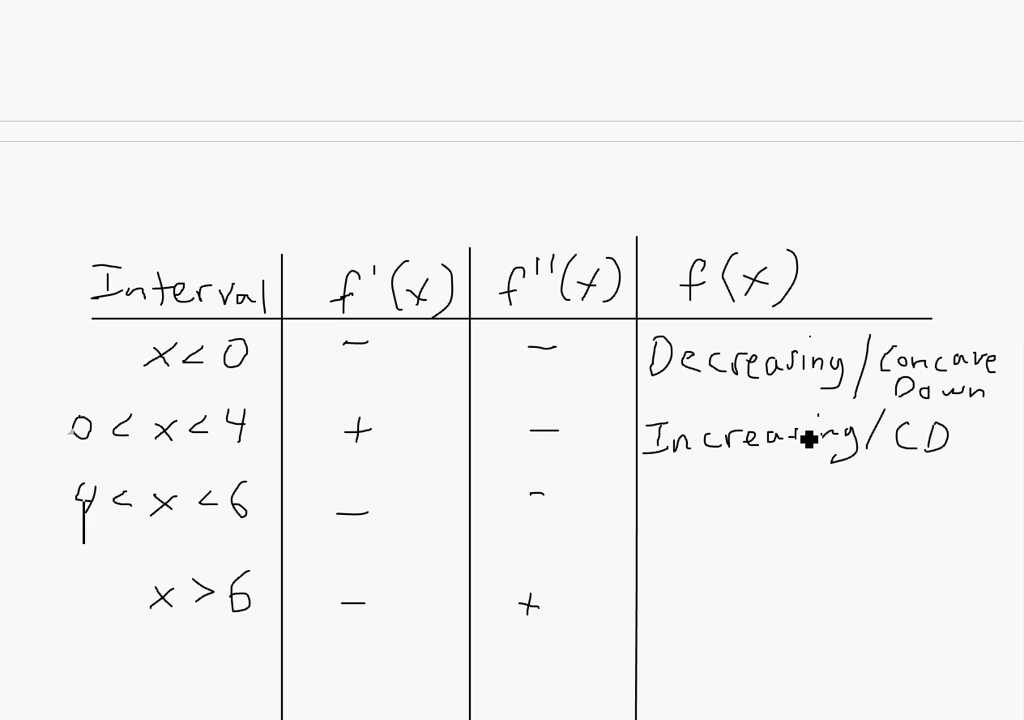 Interval f'(x) f''(x) f(x)
x < 0 - - Decreasing/Concave Down
0 < x < 4 + - Increasing/CD
4 < x < 6 - -
x > 6 - +